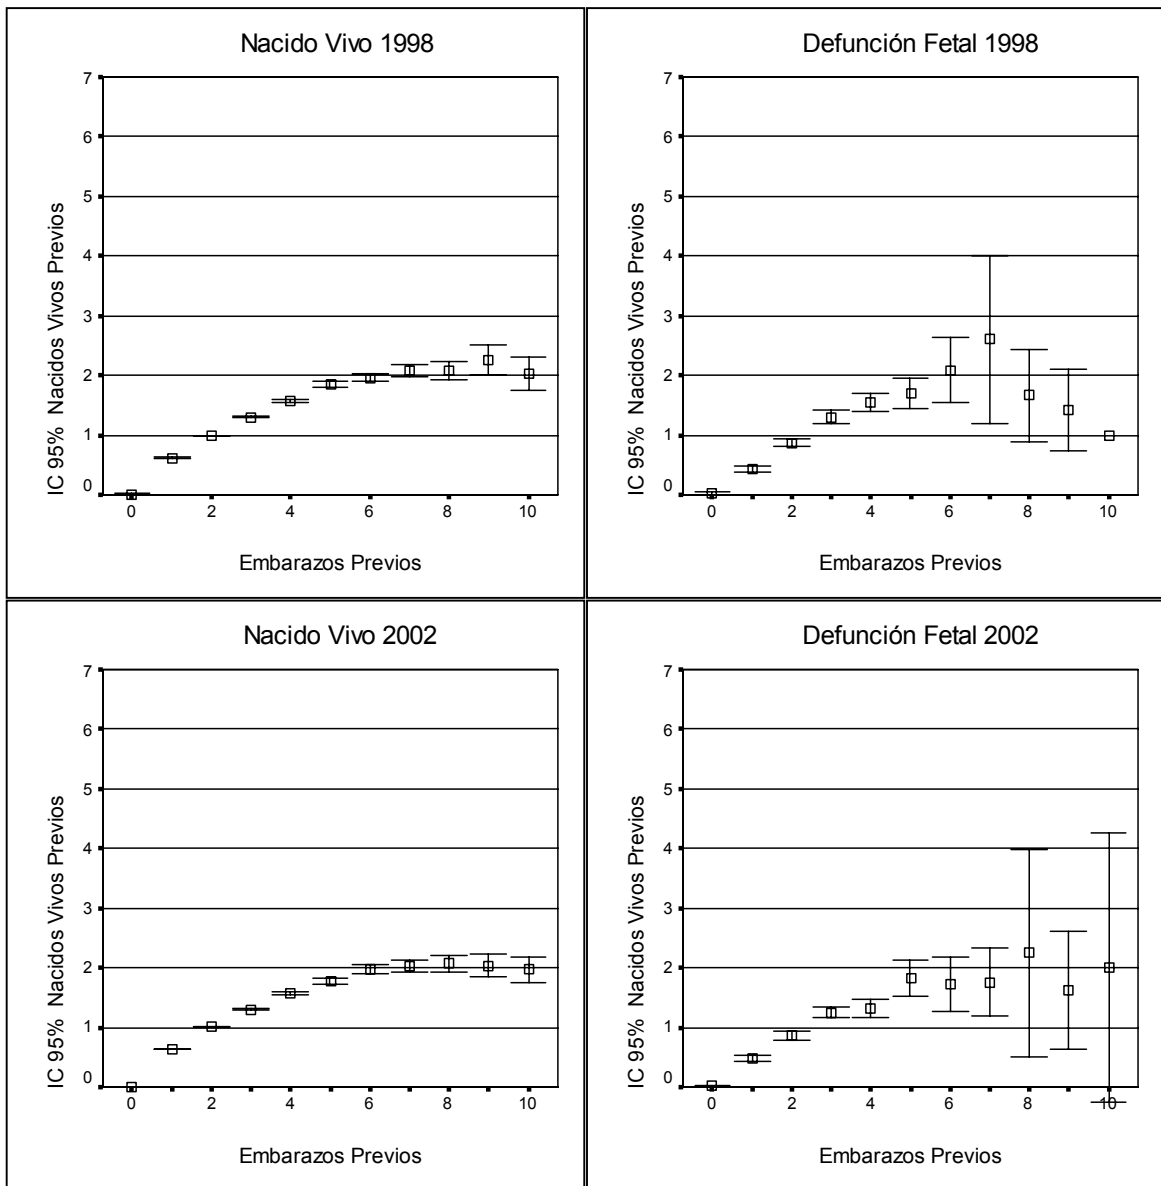 Nacido Vivo 1998
7
6
5
4
3
2
1
0
IC 95% Nacidos Vivos Previos
0 2 4 6 8 10
Embarazos Previos
Defunción Fetal 1998
7
6
5
4
3
2
1
0
IC 95% Nacidos Vivos Previos
0 2 4 6 8 10
Embarazos Previos
Nacido Vivo 2002
7
6
5
4
3
2
1
0
IC 95% Nacidos Vivos Previos
0 2 4 6 8 10
Embarazos Previos
Defunción Fetal 2002
7
6
5
4
3
2
1
0
IC 95% Nacidos Vivos Previos
0 2 4 6 8 10
Embarazos Previos